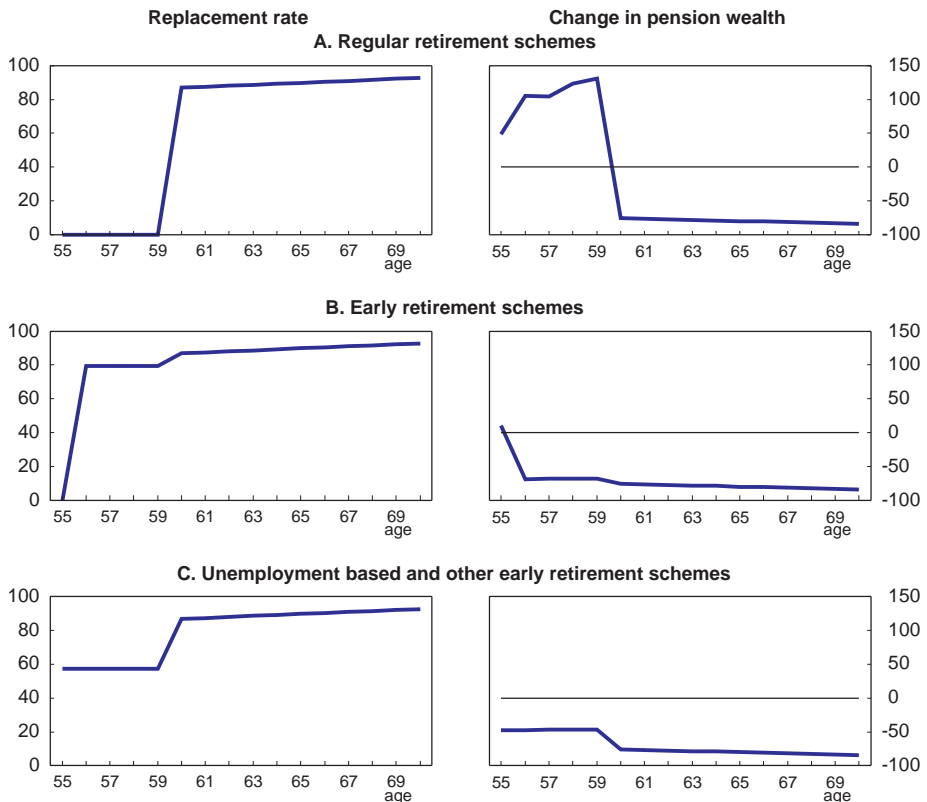 Replacement rate Change in pension wealth
A. Regular retirement schemes
100 150
80 100
60 50
40 0
20 -50
0 -100
55 57 59 61 63 65 67 69 55 57 59 61 63 65 67 69
age age
B. Early retirement schemes
100 150
80 100
60 50
40 0
20 -50
0 -100
55 57 59 61 63 65 67 69 55 57 59 61 63 65 67 69
age age
C. Unemployment based and other early retirement schemes
100 150
80 100
60 50
40 0
20 -50
0 -100
55 57 59 61 63 65 67 69 55 57 59 61 63 65 67 69
age age